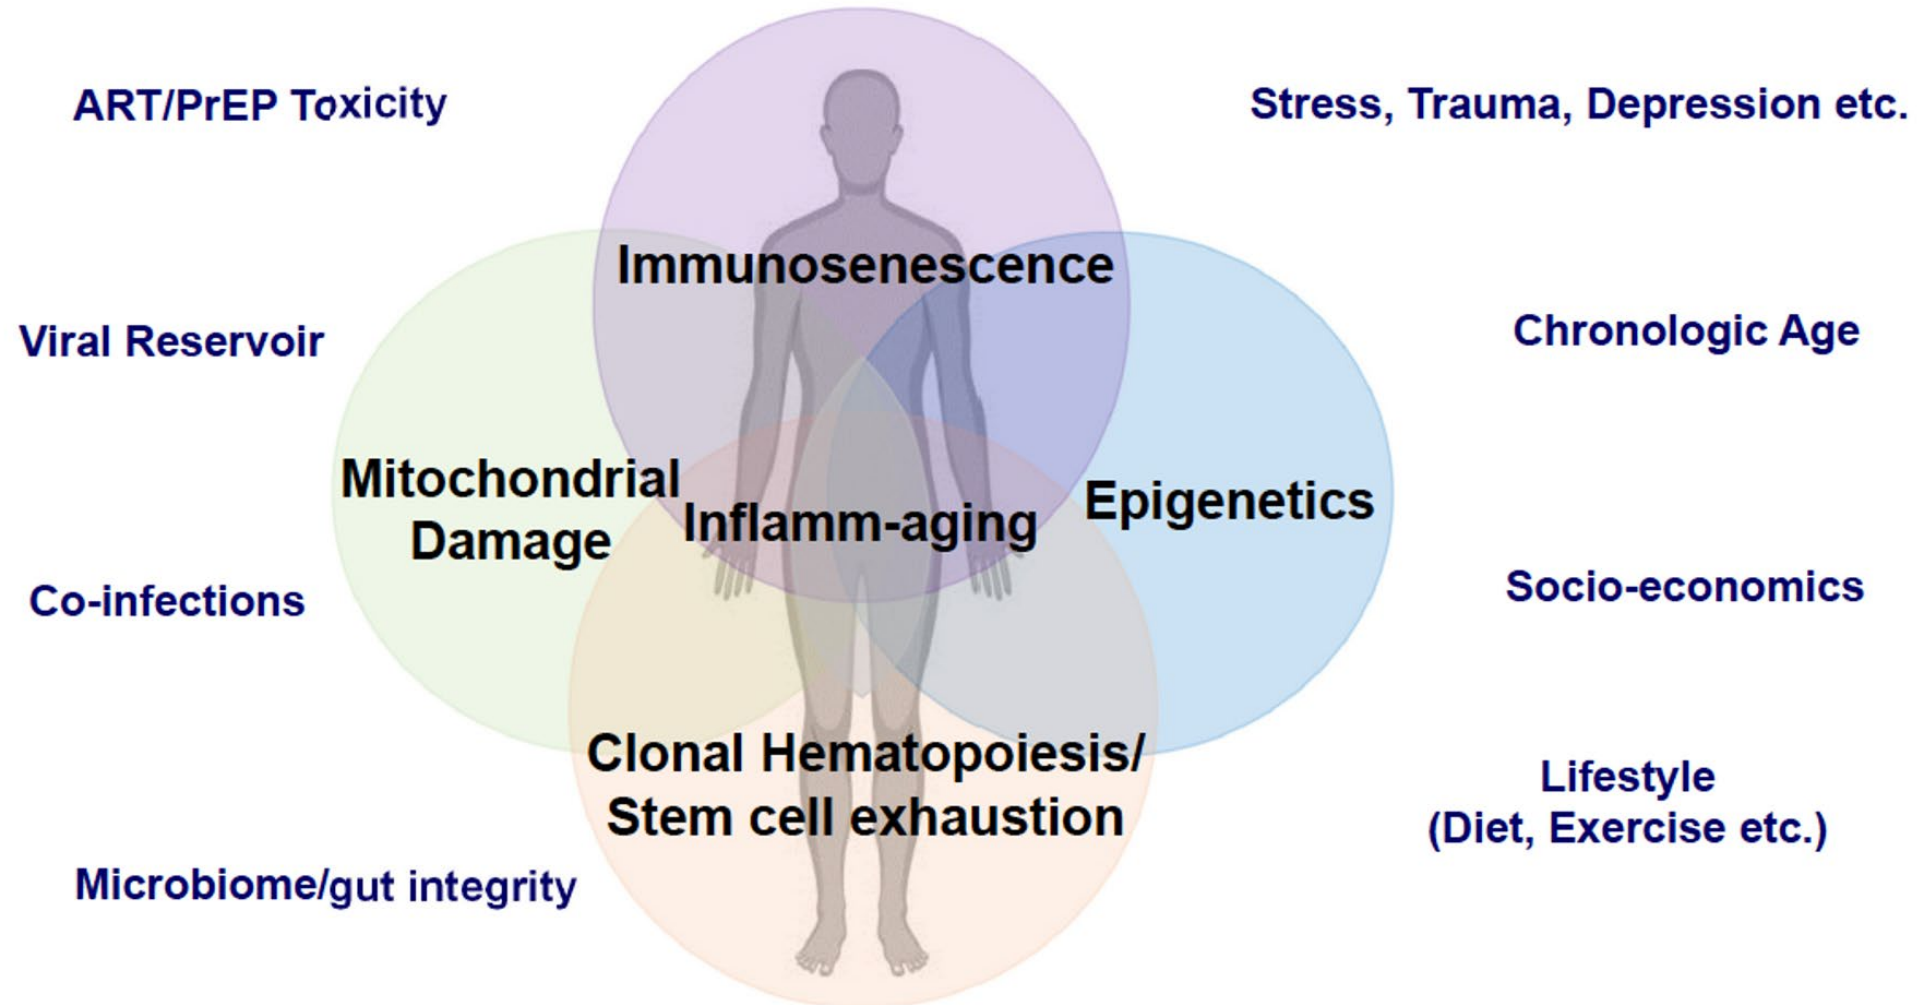 ART/PrEP Toxicity
Stress, Trauma, Depression etc.
Immunosenescence
Viral Reservoir
Chronologic Age
Mitochondrial
Damage
Inflamm-aging
Epigenetics
Co-infections
Socio-economics
Clonal Hematopoiesis/
Stem cell exhaustion
Lifestyle
(Diet, Exercise etc.)
Microbiome/gut integrity